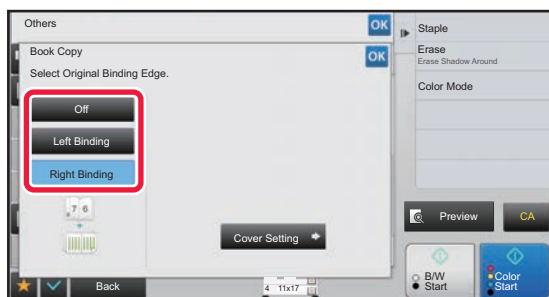 Others
OK
Book Copy
OK
Select Original Binding Edge.
Off
Left Binding
Right Binding
7 6
Cover Setting
Back
4 11x17
Staple
Erase
Erase Shadow Around
Color Mode
Preview
CA
B/W
Start
Color
Start